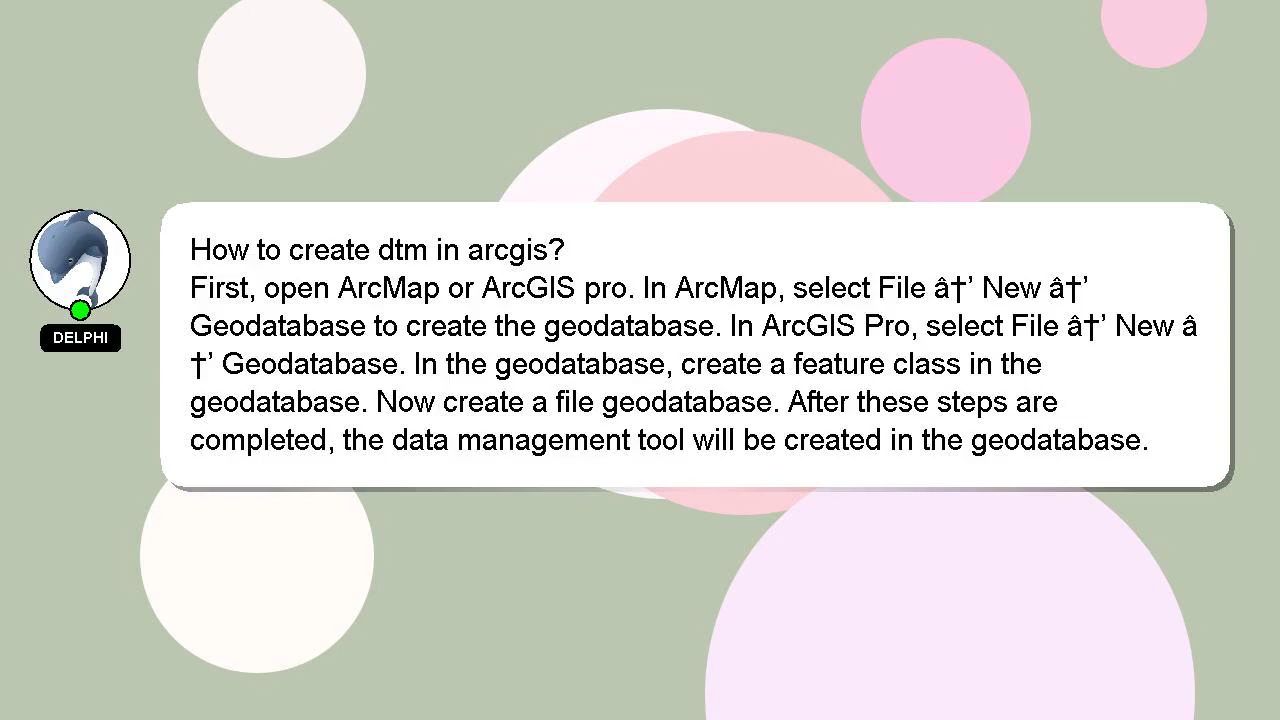 How to create dtm in arcgis?
First, open ArcMap or ArcGIS pro. In ArcMap, select File â†’ New â†’
Geodatabase to create the geodatabase. In ArcGIS Pro, select File â†’ New â
†’ Geodatabase. In the geodatabase, create a feature class in the
geodatabase. Now create a file geodatabase. After these steps are
completed, the data management tool will be created in the geodatabase.
DELPHI